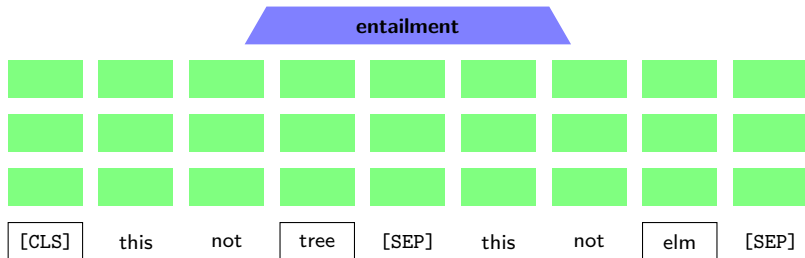 entailment
[CLS] this not tree [SEP] this not elm [SEP]